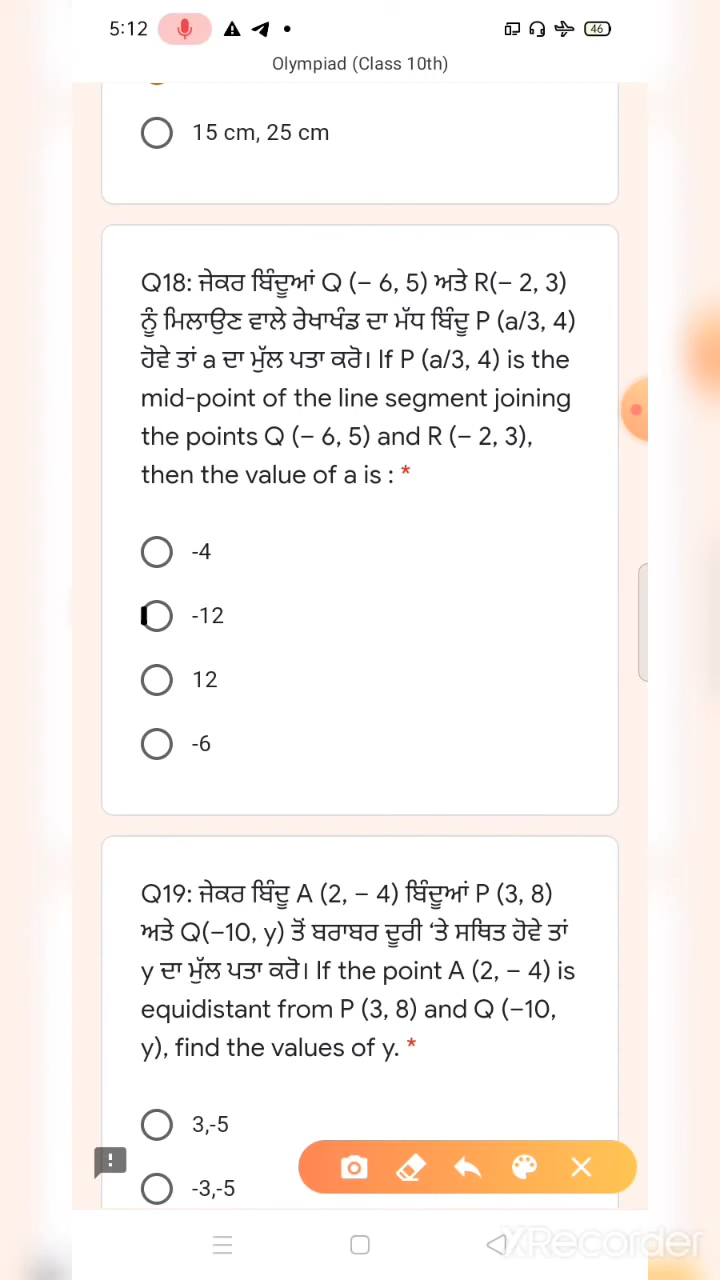 5:12
46
Olympiad (Class 10th)
15 cm, 25 cm
Q18: ਜੇਕਰ ਬਿੰਦੂਆਂ Q (– 6, 5) ਅਤੇ R(– 2, 3)
ਨੂੰ ਮਿਲਾਉਣ ਵਾਲੇ ਰੇਖਾਖੰਡ ਦਾ ਮੱਧ ਬਿੰਦੂ P (a/3, 4)
ਹੋਵੇ ਤਾਂ a ਦਾ ਮੁੱਲ ਪਤਾ ਕਰੋ। If P (a/3, 4) is the
mid-point of the line segment joining
the points Q (– 6, 5) and R (– 2, 3),
then the value of a is : *
-4
-12
12
-6
Q19: ਜੇਕਰ ਬਿੰਦੂ A (2, – 4) ਬਿੰਦੂਆਂ P (3, 8)
ਅਤੇ Q(–10, y) ਤੋਂ ਬਰਾਬਰ ਦੂਰੀ ‘ਤੇ ਸਥਿਤ ਹੋਵੇ ਤਾਂ
y ਦਾ ਮੁੱਲ ਪਤਾ ਕਰੋ। If the point A (2, – 4) is
equidistant from P (3, 8) and Q (–10,
y), find the values of y. *
3,-5
-3,-5
XRecorder